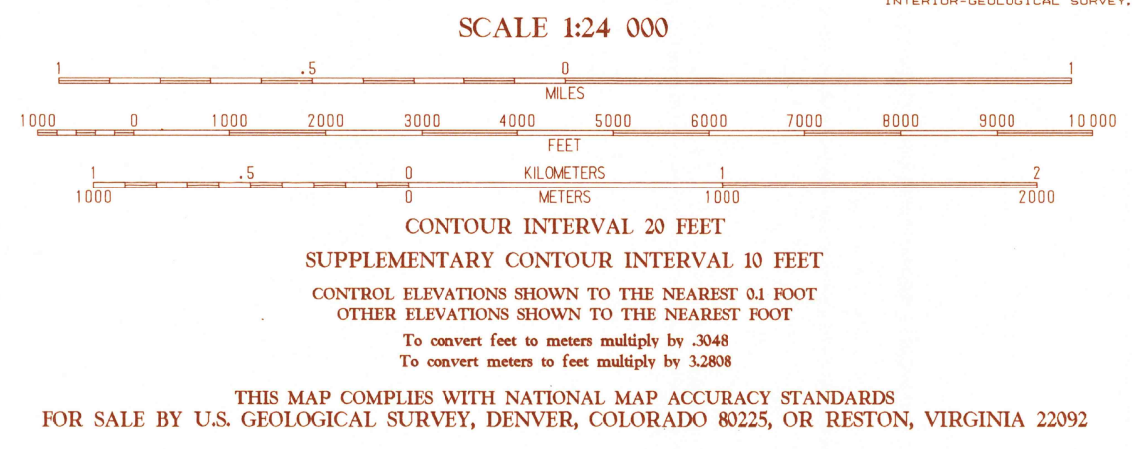 INTERIOR-GEOLOGICAL SURVEY,
SCALE 1:24 000
1 .5 0 1
MILES
1000 0 1000 2000 3000 4000 5000 6000 7000 8000 9000 10 000
FEET
1 .5 0 KILOMETERS 1 2
1000 0 METERS 1000 2000
CONTOUR INTERVAL 20 FEET
SUPPLEMENTARY CONTOUR INTERVAL 10 FEET
CONTROL ELEVATIONS SHOWN TO THE NEAREST 0.1 FOOT
OTHER ELEVATIONS SHOWN TO THE NEAREST FOOT
To convert feet to meters multiply by .3048
To convert meters to feet multiply by 3.2808
THIS MAP COMPLIES WITH NATIONAL MAP ACCURACY STANDARDS
FOR SALE BY U.S. GEOLOGICAL SURVEY, DENVER, COLORADO 80225, OR RESTON, VIRGINIA 22092